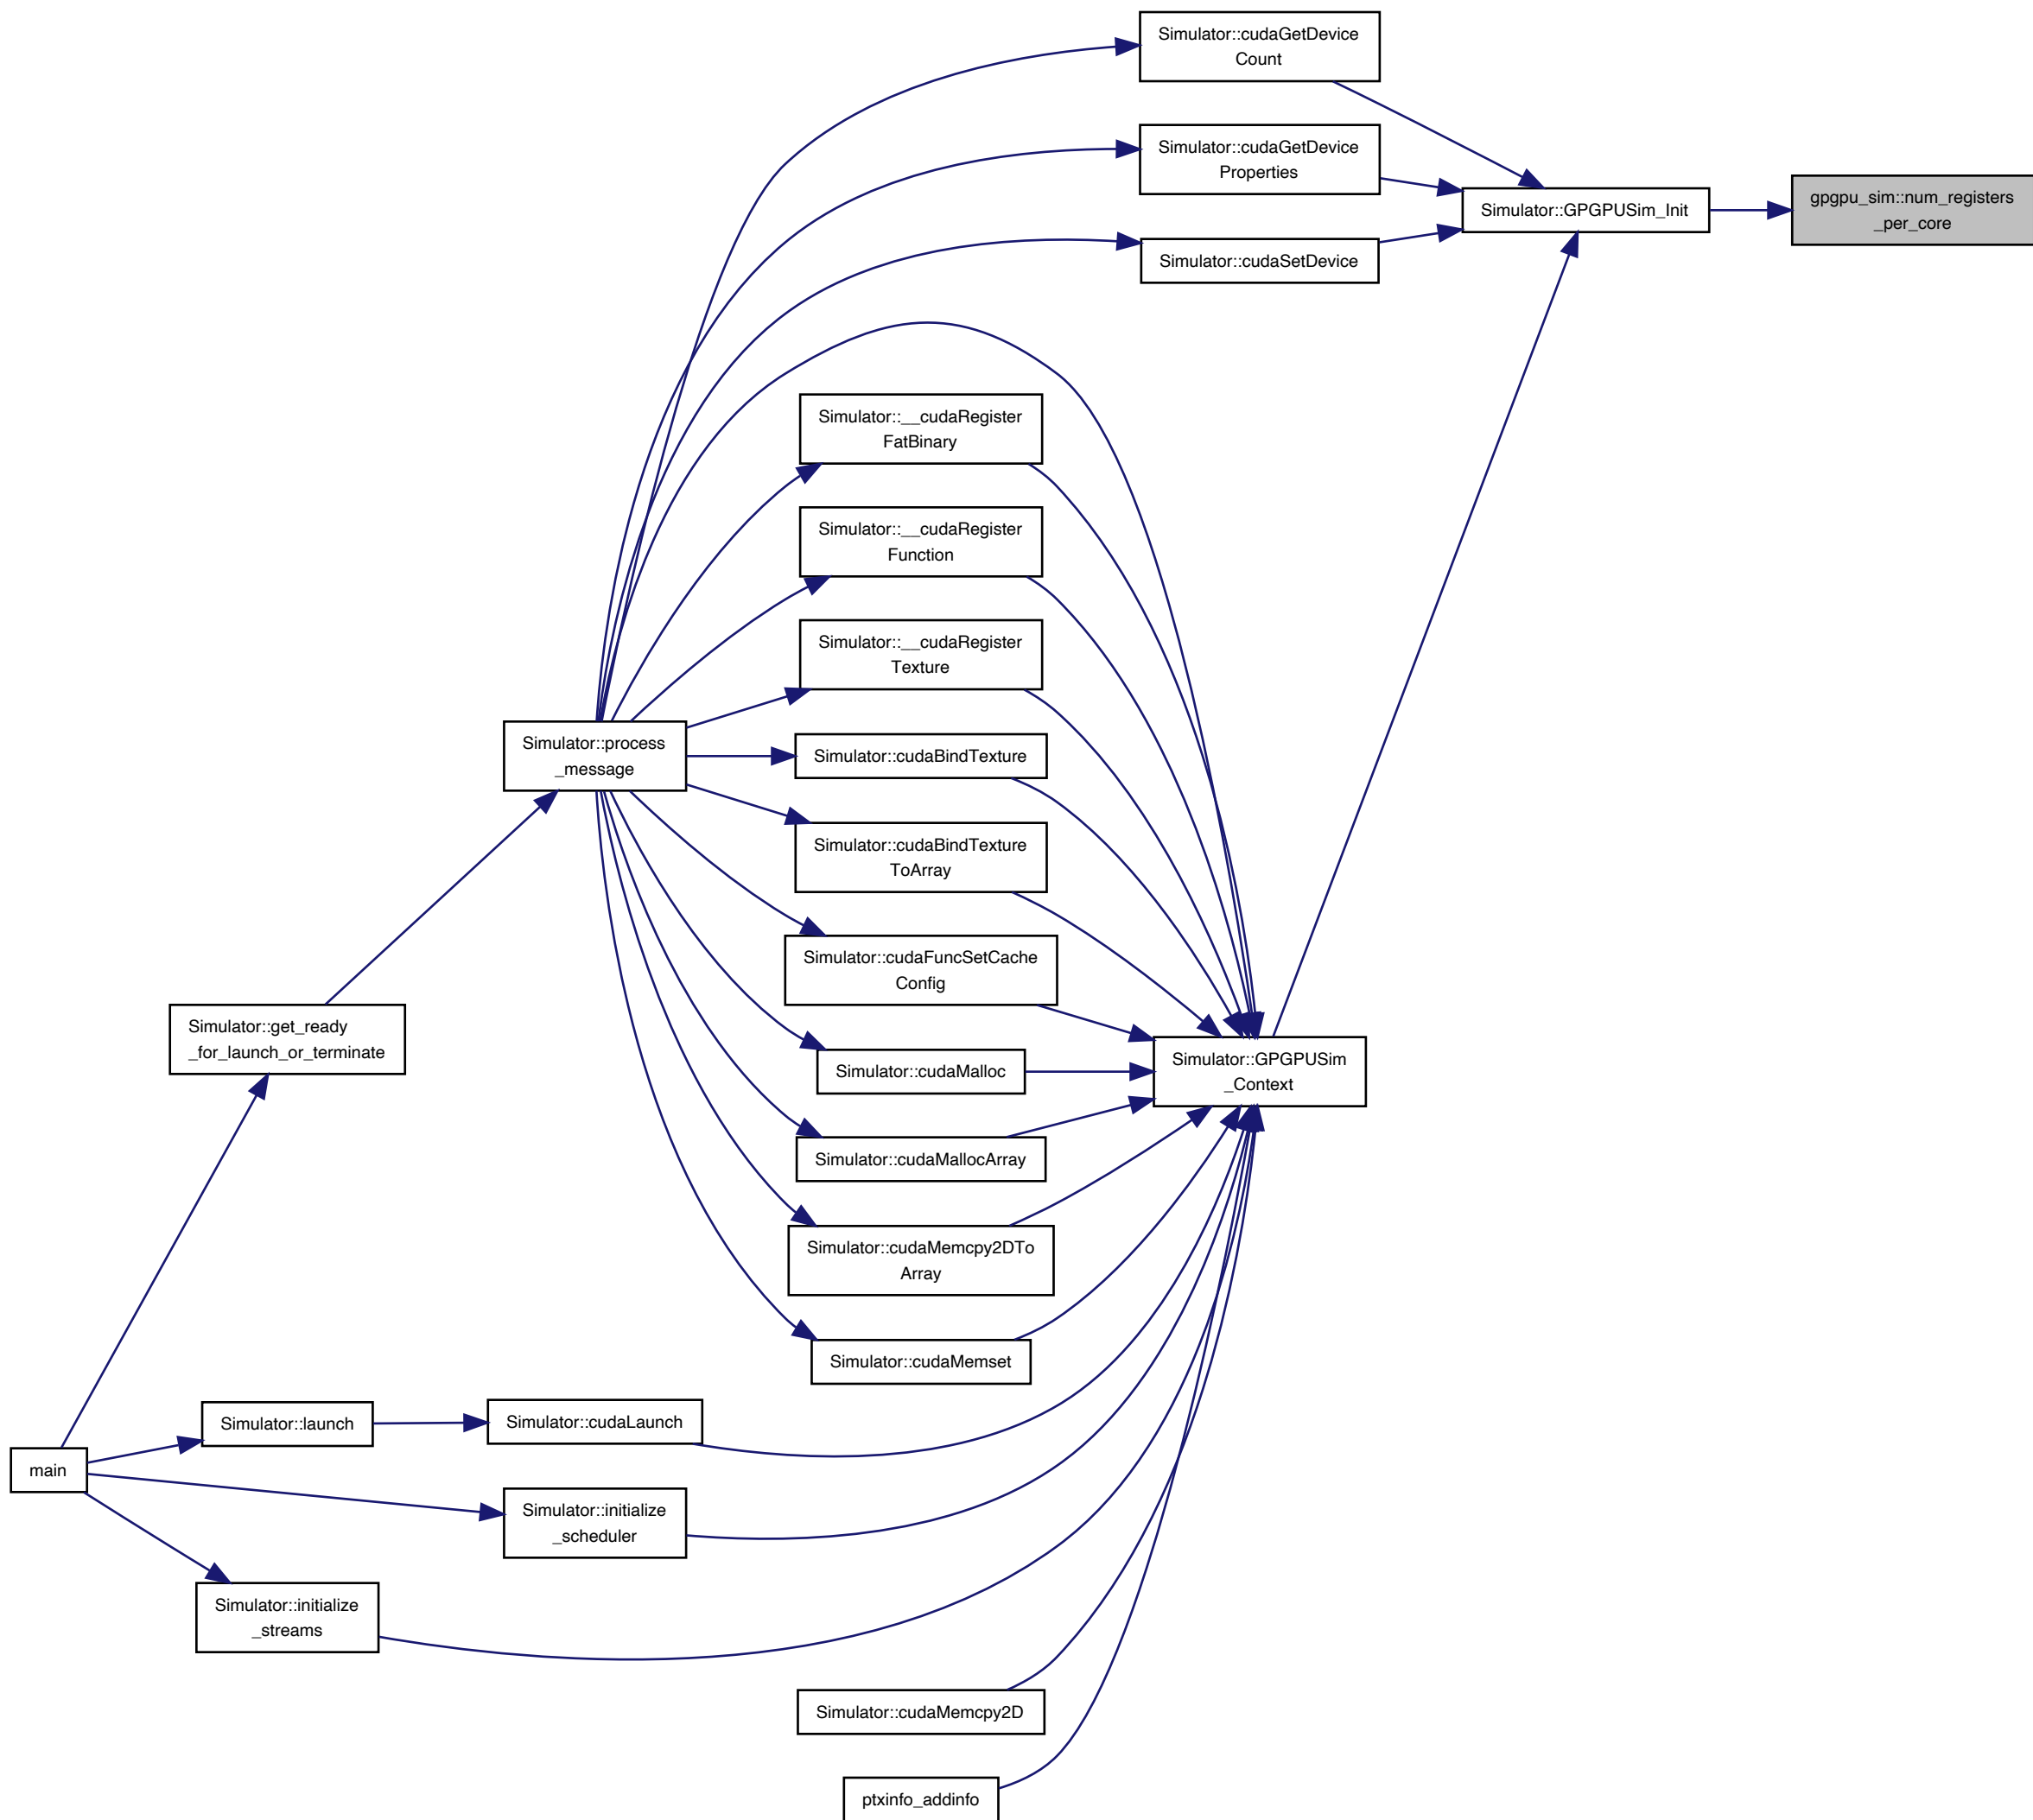 Simulator::cudaGetDevice
Count
Simulator::cudaGetDevice
Properties
Simulator::GPGPUSim_Init
gpgpu_sim::num_registers
_per_core
Simulator::cudaSetDevice
Simulator::__cudaRegister
FatBinary
Simulator::__cudaRegister
Function
Simulator::__cudaRegister
Texture
Simulator::process
_message
Simulator::cudaBindTexture
Simulator::cudaBindTexture
ToArray
Simulator::cudaFuncSetCache
Config
Simulator::get_ready
_for_launch_or_terminate
Simulator::cudaMalloc
Simulator::GPGPUSim
_Context
Simulator::cudaMallocArray
Simulator::cudaMemcpy2DTo
Array
Simulator::cudaMemset
Simulator::launch
Simulator::cudaLaunch
main
Simulator::initialize
_scheduler
Simulator::initialize
_streams
Simulator::cudaMemcpy2D
ptxinfo_addinfo